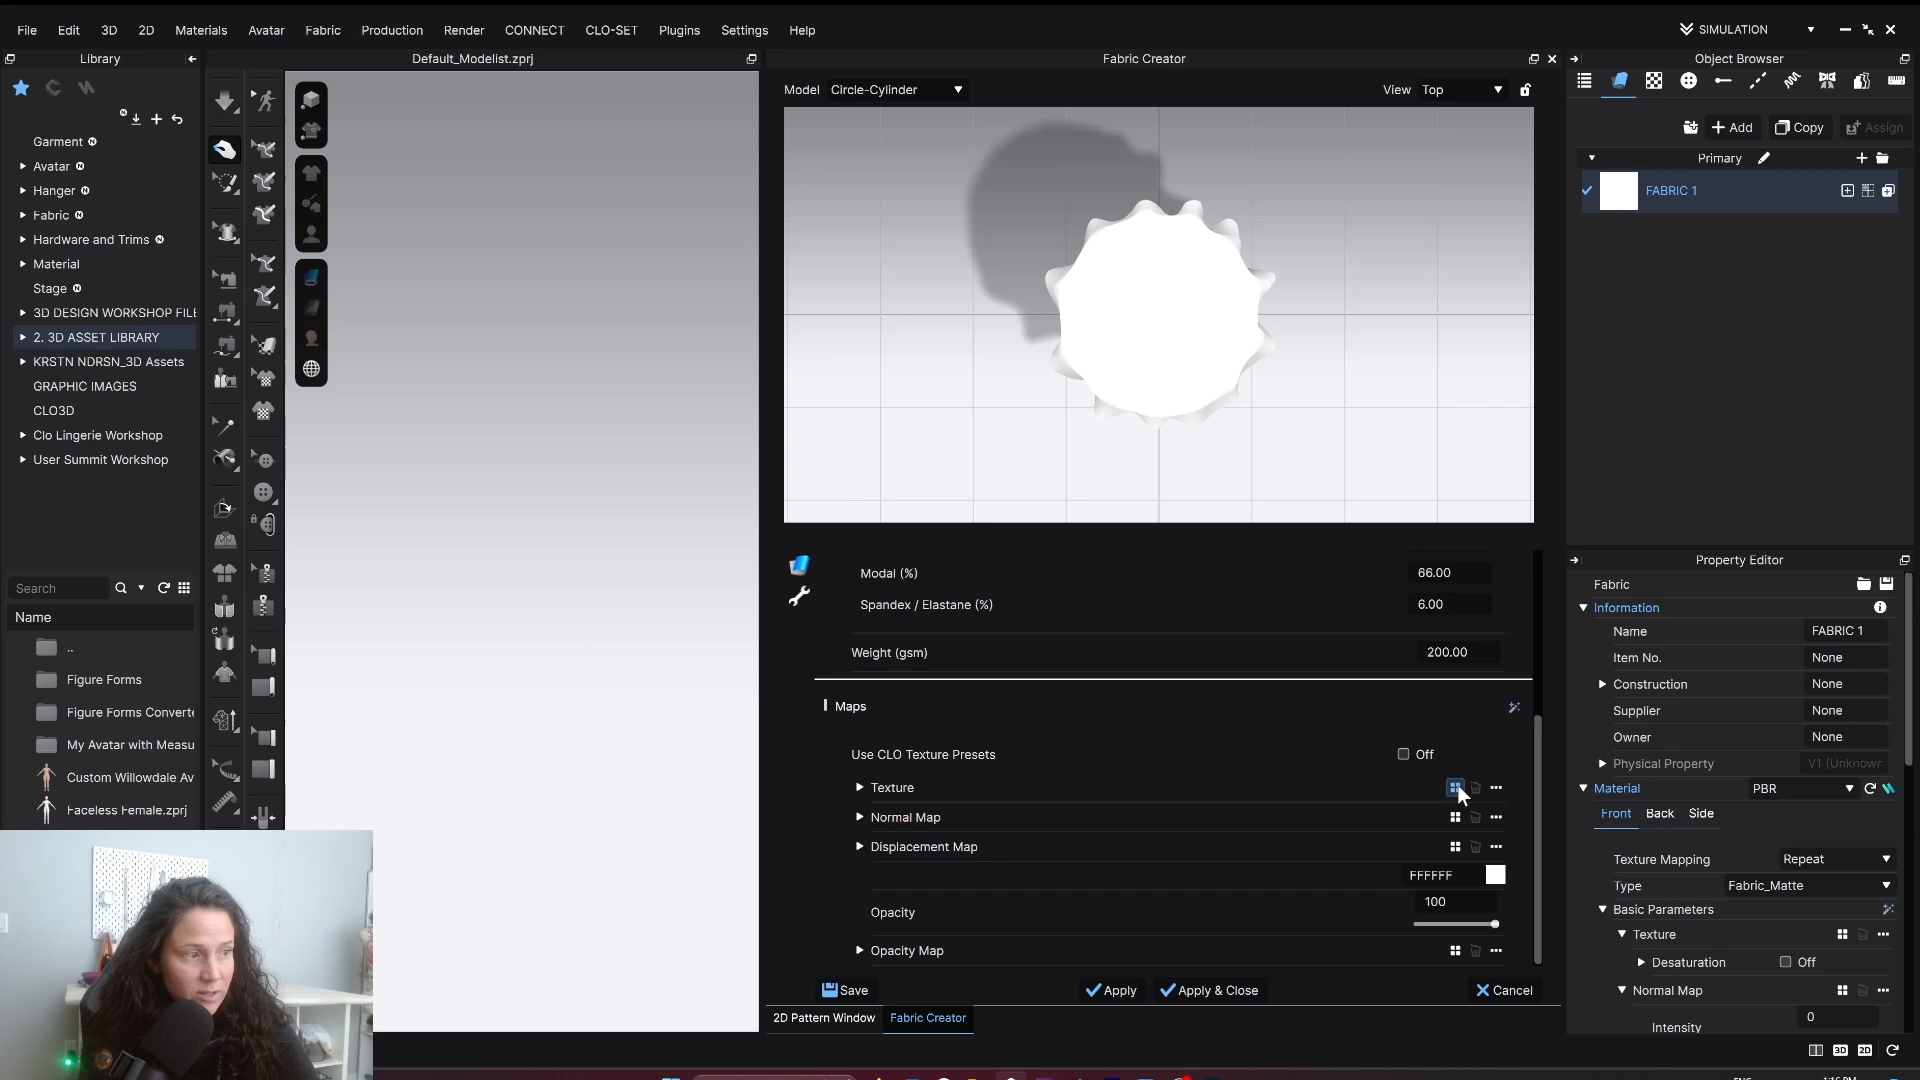 File Edit 3D 2D Materials Avatar Fabric Production Render CONNECT CLO-SET Plugins Settings Help SIMULATION
Library
Default_Modelist.zprj
Fabric Creator
Object Browser
Model Circle-Cylinder
View Top
Add Copy Assign
Primary
FABRIC 1
Garment N
Avatar N
Hanger N
Fabric N
Hardware and Trims N
Material
Stage N
3D DESIGN WORKSHOP FILE
2. 3D ASSET LIBRARY
KRSTN NDRSN_3D Assets
GRAPHIC IMAGES
CLO3D
Clo Lingerie Workshop
User Summit Workshop
Search
Name
..
Figure Forms
Figure Forms Converte
My Avatar with Measu
Custom Willowdale Av
Faceless Female.zprj
Modal (%) 66.00
Spandex / Elastane (%) 6.00
Weight (gsm) 200.00
Maps
Use CLO Texture Presets Off
Texture
Normal Map
Displacement Map
FFFFFF
Opacity 100
Opacity Map
Save Apply Apply & Close Cancel
2D Pattern Window Fabric Creator
Property Editor
Fabric
Information
Name FABRIC 1
Item No. None
Construction None
Supplier None
Owner None
Physical Property V1 (Unknown
Material PBR
Front Back Side
Texture Mapping Repeat
Type Fabric_Matte
Basic Parameters
Texture
Desaturation Off
Normal Map
Intensity 0
3D 2D